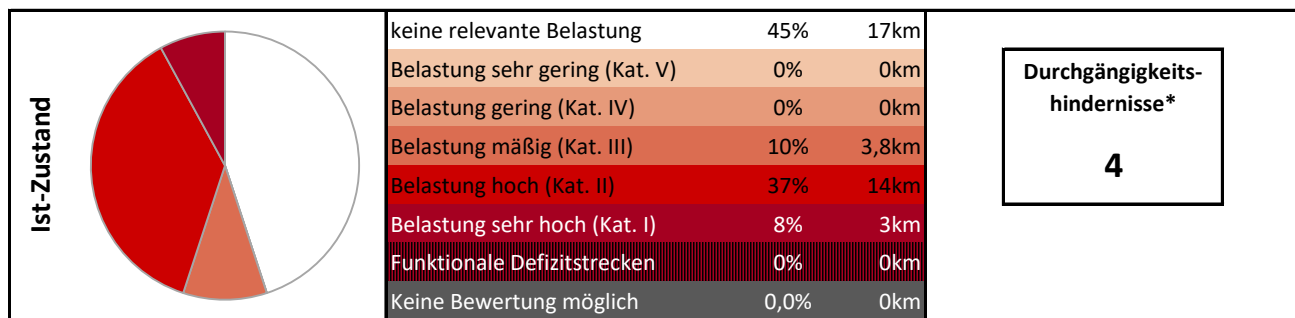 Ist-Zustand
keine relevante Belastung 45% 17km
Belastung sehr gering (Kat. V) 0% 0km
Belastung gering (Kat. IV) 0% 0km
Belastung mäßig (Kat. III) 10% 3,8km
Belastung hoch (Kat. II) 37% 14km
Belastung sehr hoch (Kat. I) 8% 3km
Funktionale Defizitstrecken 0% 0km
Keine Bewertung möglich 0,0% 0km
Durchgängigkeits-
hindernisse*
4